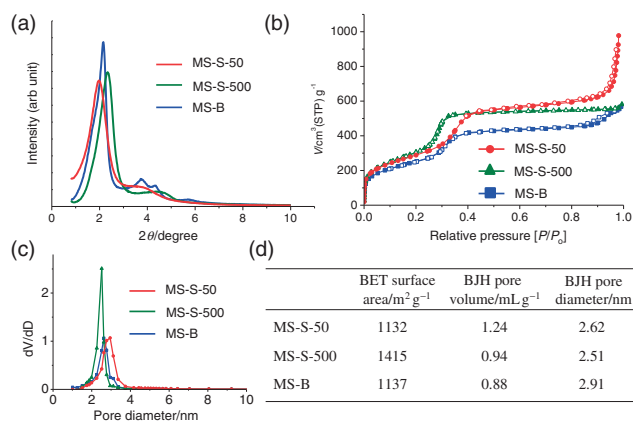 (a)
MS-S-50
MS-S-500
MS-B
Intensity (arb unit)
0
2
4
6
8
10
2θ/degree
(b)
1000
800
600
400
200
0
V/cm³ (STP) g⁻¹
MS-S-50
MS-S-500
MS-B
0.0
0.2
0.4
0.6
0.8
1.0
Relative pressure [P/P₀]
(c)
MS-S-50
MS-S-500
MS-B
2
1
0
dV/dD
0
2
4
6
8
10
Pore diameter/nm
(d)
BET surface BJH pore BJH pore
area/m² g⁻¹ volume/mL g⁻¹ diameter/nm
MS-S-50 1132 1.24 2.62
MS-S-500 1415 0.94 2.51
MS-B 1137 0.88 2.91